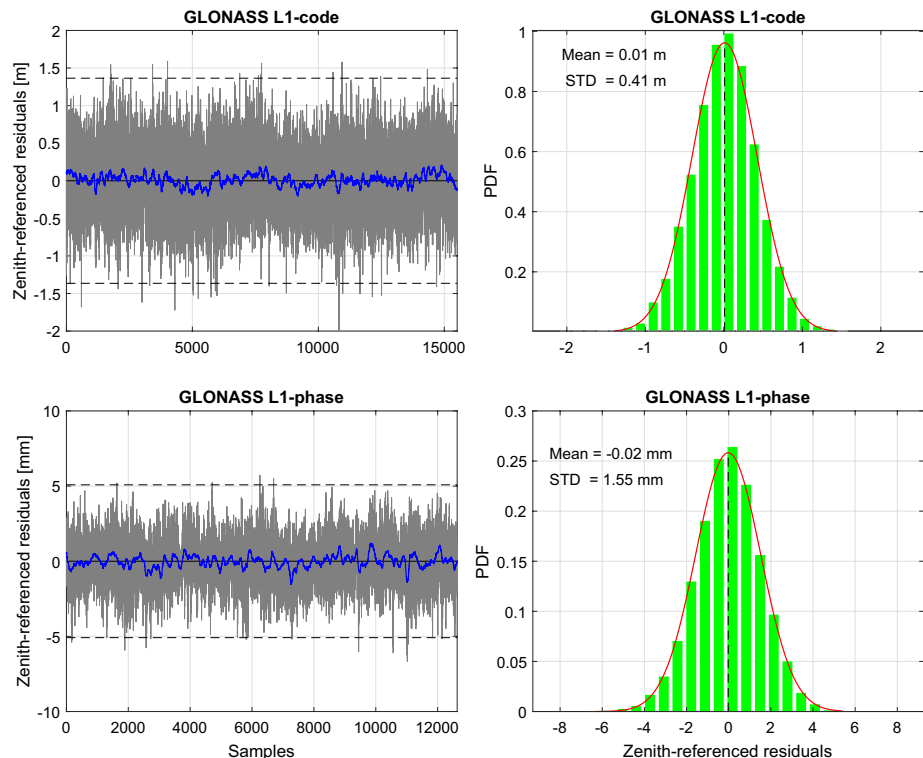 GLONASS L1-code
Zenith-referenced residuals [m]
2
1.5
1
0.5
0
-0.5
-1
-1.5
-2
0 5000 10000 15000
GLONASS L1-code
Mean = 0.01 m
STD = 0.41 m
PDF
1
0.8
0.6
0.4
0.2
-2 -1 0 1 2
GLONASS L1-phase
Zenith-referenced residuals [mm]
10
5
0
-5
-10
0 2000 4000 6000 8000 10000 12000
Samples
GLONASS L1-phase
Mean = -0.02 mm
STD = 1.55 mm
PDF
0.3
0.25
0.2
0.15
0.1
0.05
0
-8 -6 -4 -2 0 2 4 6 8
Zenith-referenced residuals